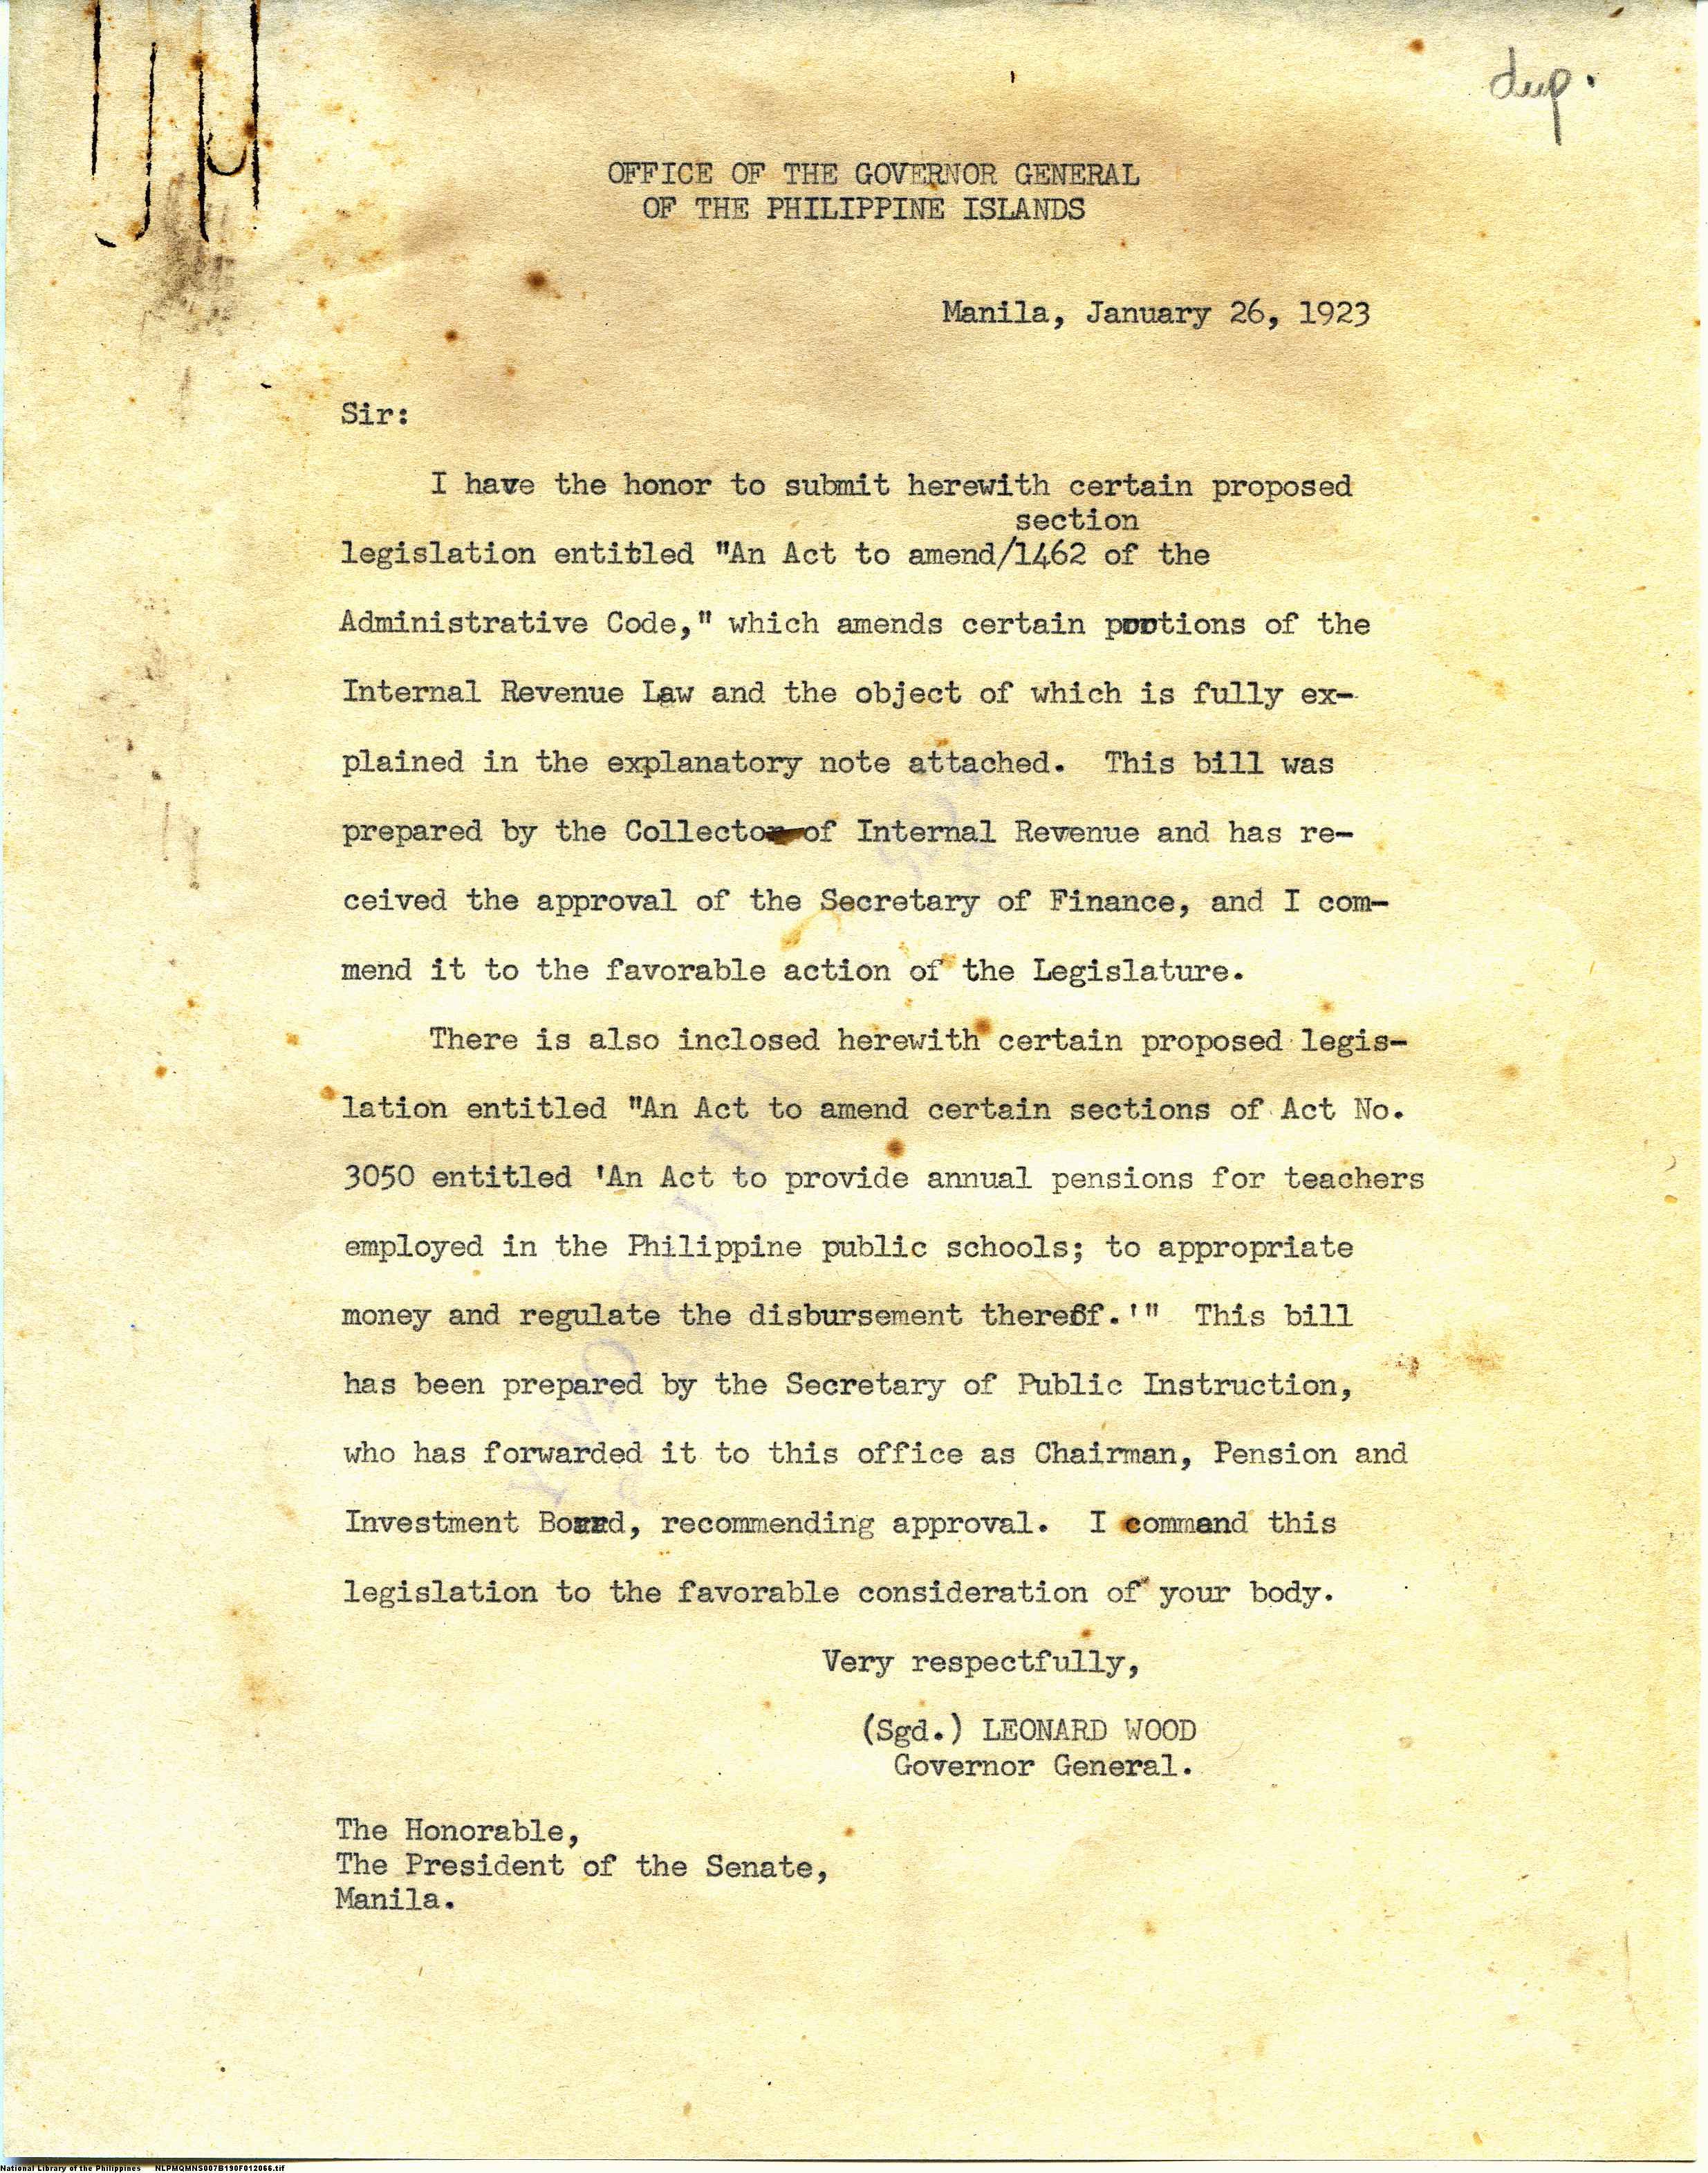 dup.
OFFICE OF THE GOVERNOR GENERAL
OF THE PHILIPPINE ISLANDS
Manila, January 26, 1923
Sir:
I have the honor to submit herewith certain proposed
section
legislation entitled "An Act to amend/1462 of the
Administrative Code," which amends certain portions of the
Internal Revenue Law and the object of which is fully ex-
plained in the explanatory note attached. This bill was
prepared by the Collector of Internal Revenue and has re-
ceived the approval of the Secretary of Finance, and I com-
mend it to the favorable action of the Legislature.
There is also inclosed herewith certain proposed legis-
lation entitled "An Act to amend certain sections of Act No.
3050 entitled 'An Act to provide annual pensions for teachers
employed in the Philippine public schools; to appropriate
money and regulate the disbursement thereof.'" This bill
has been prepared by the Secretary of Public Instruction,
who has forwarded it to this office as Chairman, Pension and
Investment Board, recommending approval. I command this
legislation to the favorable consideration of your body.
Very respectfully,
(Sgd.) LEONARD WOOD
Governor General.
The Honorable,
The President of the Senate,
Manila.
National Library of the Philippines NLPMQMNS007B190F012066.tif